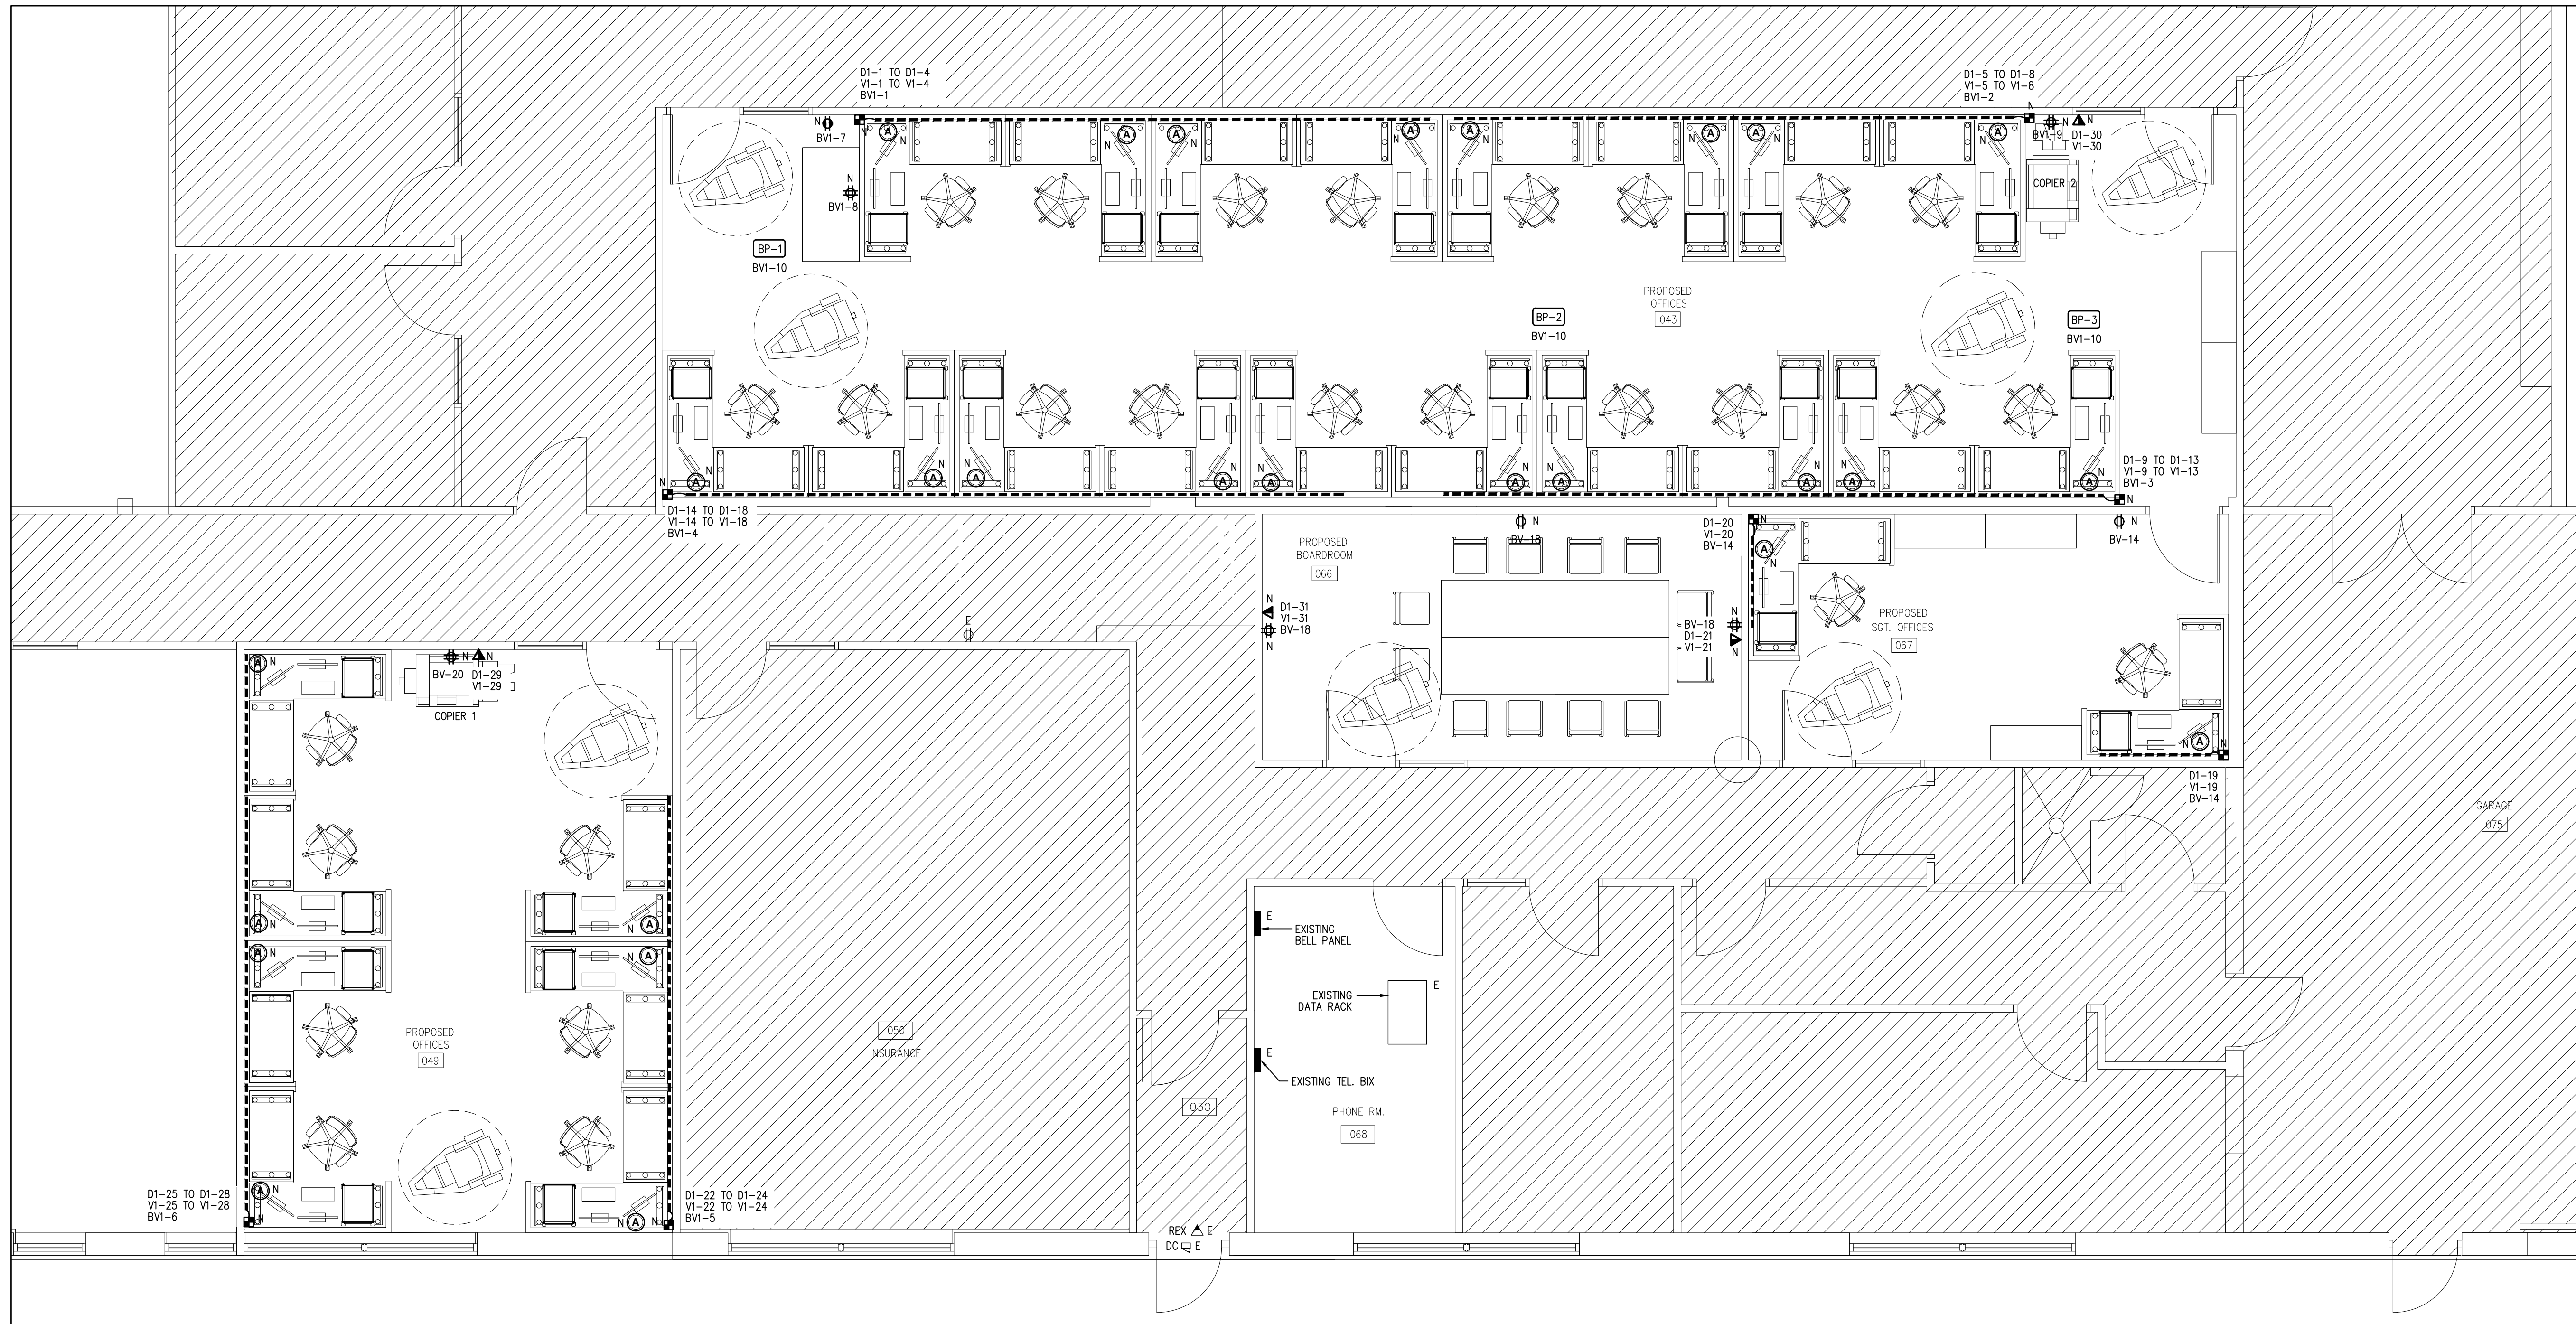 D1-1 TO D1-4
V1-1 TO V1-4
BV1-1
D1-5 TO D1-8
V1-5 TO V1-8
BV1-2
N
N
BV1-7
N
BV1-8
BP-1
BV1-10
A N
A N
A N
A N
A N
A N
A N
A N
N
N
BV1-9
N
D1-30
V1-30
COPIER 2
PROPOSED
OFFICES
043
BP-2
BV1-10
BP-3
BV1-10
A N
A N
A N
A N
A N
A N
A N
A N
A N
A N
N
D1-14 TO D1-18
V1-14 TO V1-18
BV1-4
D1-9 TO D1-13
V1-9 TO V1-13
BV1-3
N
PROPOSED
BOARDROOM
066
N
BV-18
N
D1-31
V1-31
BV-18
N
N
BV-18
D1-21
V1-21
N
D1-20
V1-20
BV-14
N
A
N
N
BV-14
PROPOSED
SGT. OFFICES
067
N A N
D1-19
V1-19
BV-14
GARAGE
075
E
A N
N
N
BV-20
D1-29
V1-29
COPIER 1
A N
A N
A N
N A
N A
N A N
N
PROPOSED
OFFICES
049
D1-25 TO D1-28
V1-25 TO V1-28
BV1-6
D1-22 TO D1-24
V1-22 TO V1-24
BV1-5
050
INSURANCE
030
E
EXISTING
BELL PANEL
EXISTING
DATA RACK
E
E
EXISTING TEL. BIX
PHONE RM.
068
REX E
DC E